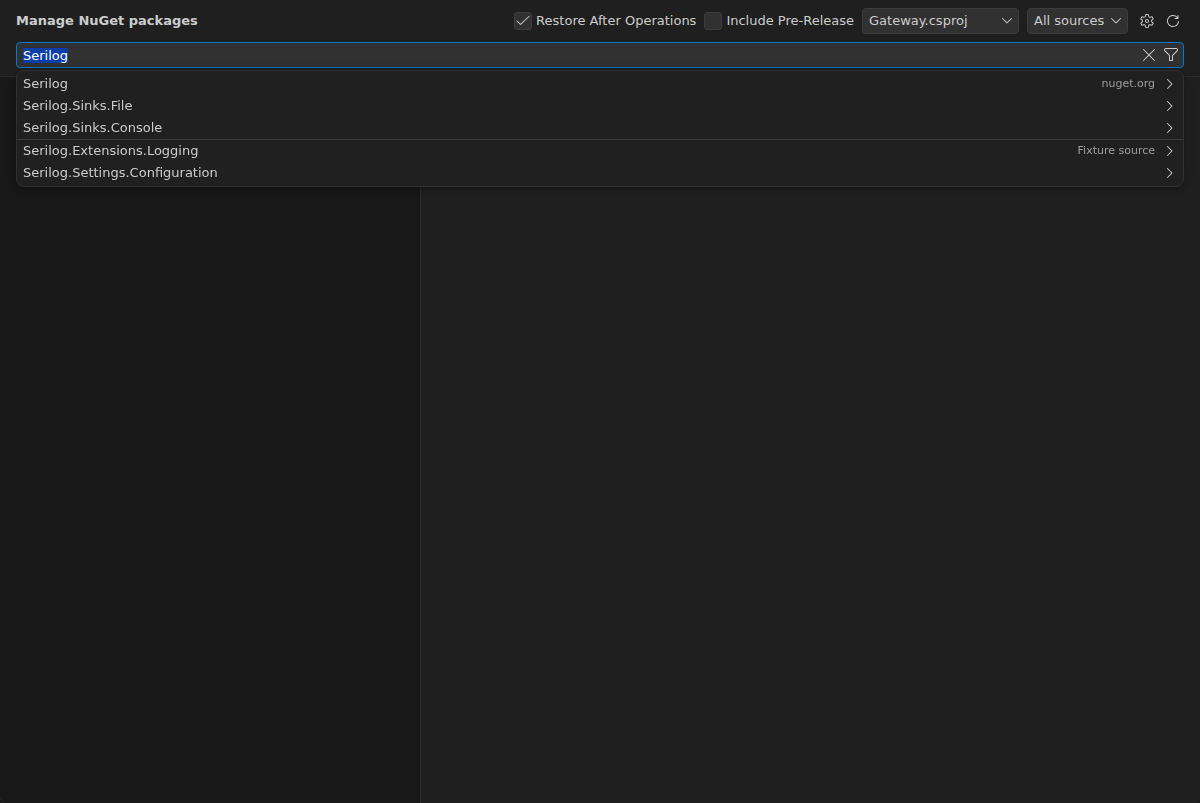 Manage NuGet packages
Restore After Operations
Include Pre-Release
Gateway.csproj
All sources
Serilog
Serilog nuget.org
Serilog.Sinks.File
Serilog.Sinks.Console
Serilog.Extensions.Logging Fixture source
Serilog.Settings.Configuration